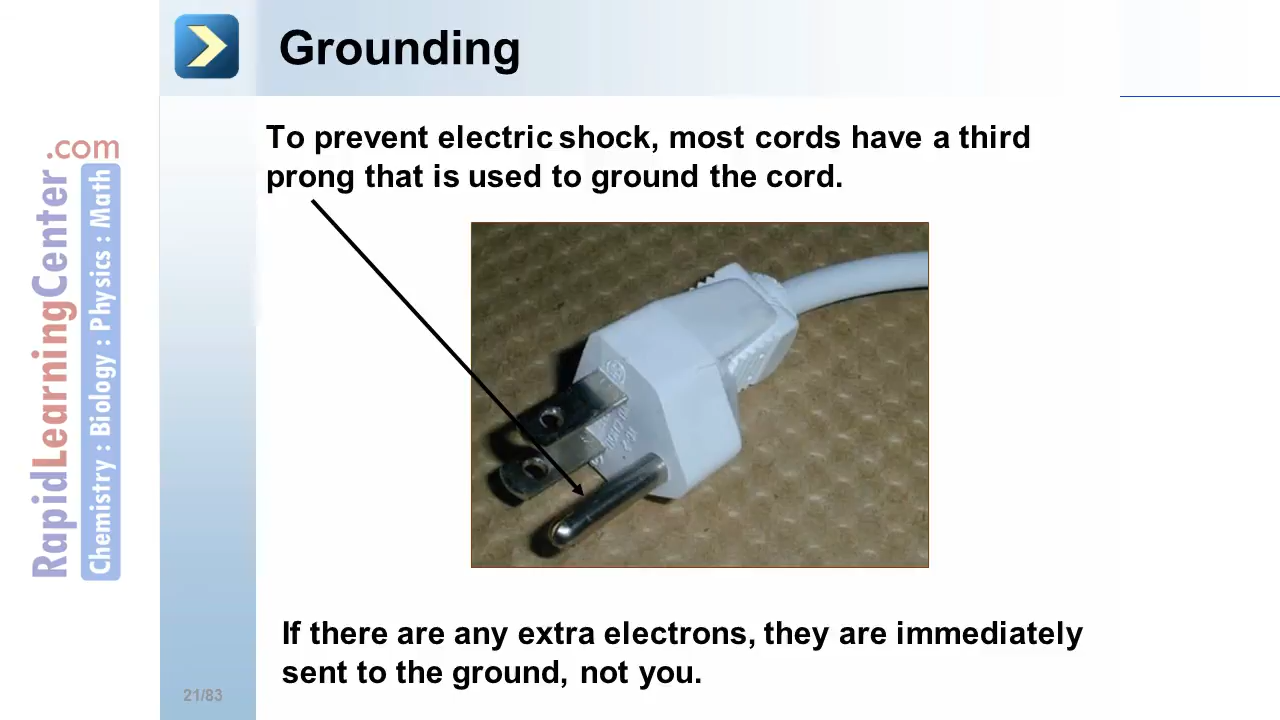 Grounding
To prevent electric shock, most cords have a third
prong that is used to ground the cord.
If there are any extra electrons, they are immediately
sent to the ground, not you.
21/83
RapidLearningCenter.com
Chemistry : Biology : Physics : Math